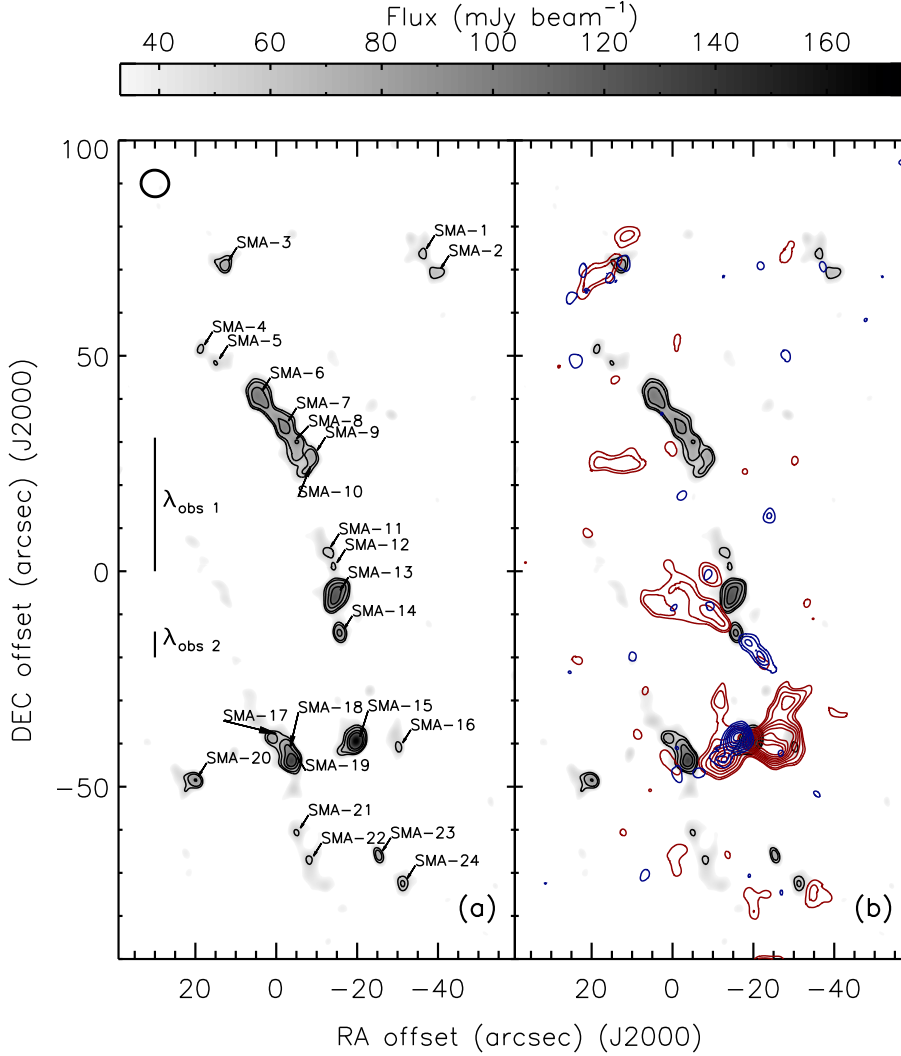 Flux (mJy beam⁻¹)
40 60 80 100 120 140 160
100
SMA-1
SMA-3
SMA-2
SMA-4
SMA-5
50
SMA-6
SMA-7
SMA-8
SMA-9
SMA-10
λobs 1
SMA-11
SMA-12
0
SMA-13
SMA-14
λobs 2
SMA-17
SMA-18
SMA-15
SMA-16
SMA-20
SMA-19
−50
SMA-21
SMA-22
SMA-23
SMA-24
(a)
(b)
DEC offset (arcsec) (J2000)
20 0 −20 −40 20 0 −20 −40
RA offset (arcsec) (J2000)